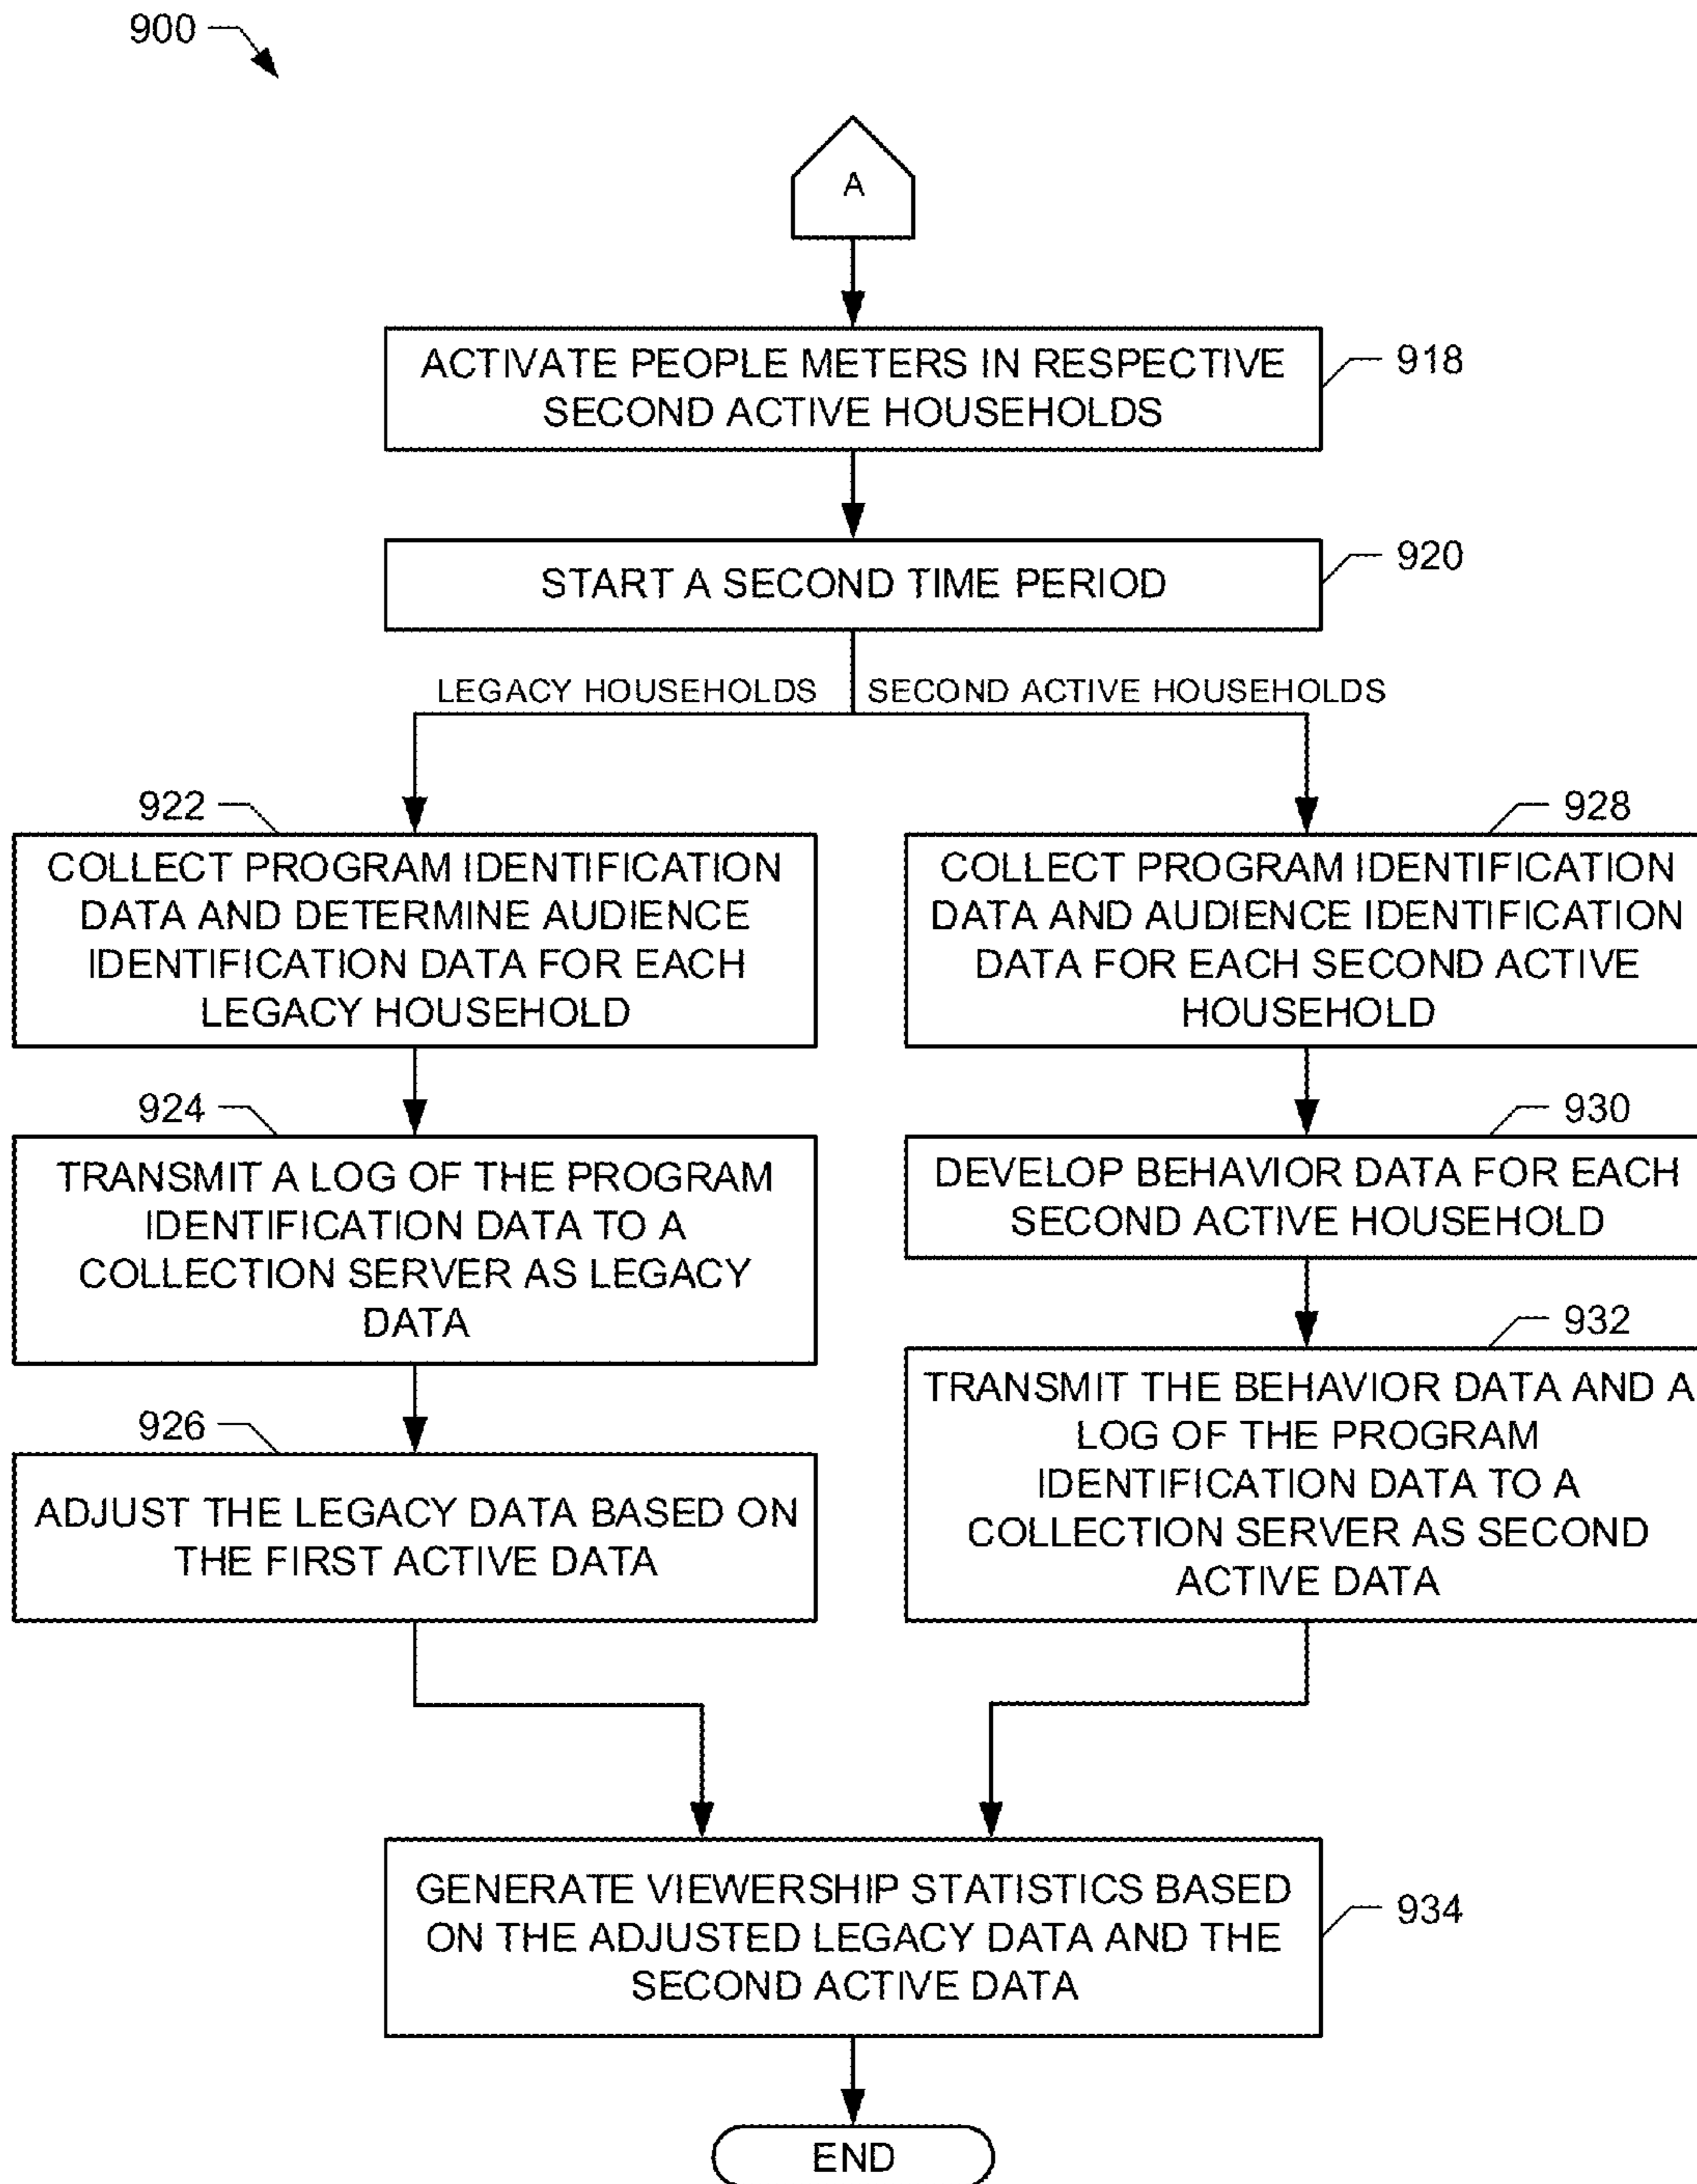 900
A
ACTIVATE PEOPLE METERS IN RESPECTIVE
SECOND ACTIVE HOUSEHOLDS
918
START A SECOND TIME PERIOD
920
LEGACY HOUSEHOLDS
SECOND ACTIVE HOUSEHOLDS
922
COLLECT PROGRAM IDENTIFICATION
DATA AND DETERMINE AUDIENCE
IDENTIFICATION DATA FOR EACH
LEGACY HOUSEHOLD
924
TRANSMIT A LOG OF THE PROGRAM
IDENTIFICATION DATA TO A
COLLECTION SERVER AS LEGACY
DATA
926
ADJUST THE LEGACY DATA BASED ON
THE FIRST ACTIVE DATA
928
COLLECT PROGRAM IDENTIFICATION
DATA AND AUDIENCE IDENTIFICATION
DATA FOR EACH SECOND ACTIVE
HOUSEHOLD
930
DEVELOP BEHAVIOR DATA FOR EACH
SECOND ACTIVE HOUSEHOLD
932
TRANSMIT THE BEHAVIOR DATA AND A
LOG OF THE PROGRAM
IDENTIFICATION DATA TO A
COLLECTION SERVER AS SECOND
ACTIVE DATA
GENERATE VIEWERSHIP STATISTICS BASED
ON THE ADJUSTED LEGACY DATA AND THE
SECOND ACTIVE DATA
934
END